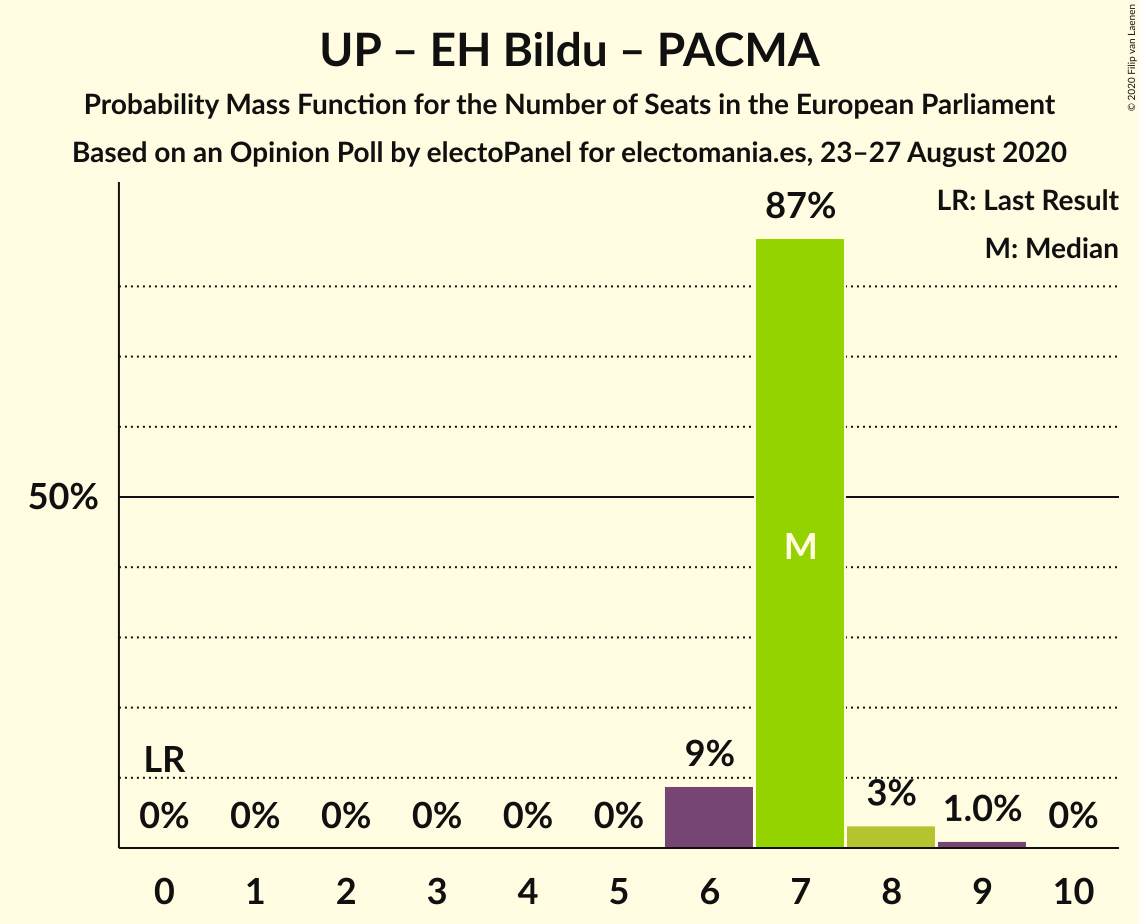 UP – EH Bildu – PACMA
Probability Mass Function for the Number of Seats in the European Parliament
Based on an Opinion Poll by electoPanel for electomania.es, 23–27 August 2020
© 2020 Filip van Laenen
LR: Last Result
M: Median
87%
50%
M
LR
9%
3%
1.0%
0% 0% 0% 0% 0% 0% 0%
0 1 2 3 4 5 6 7 8 9 10